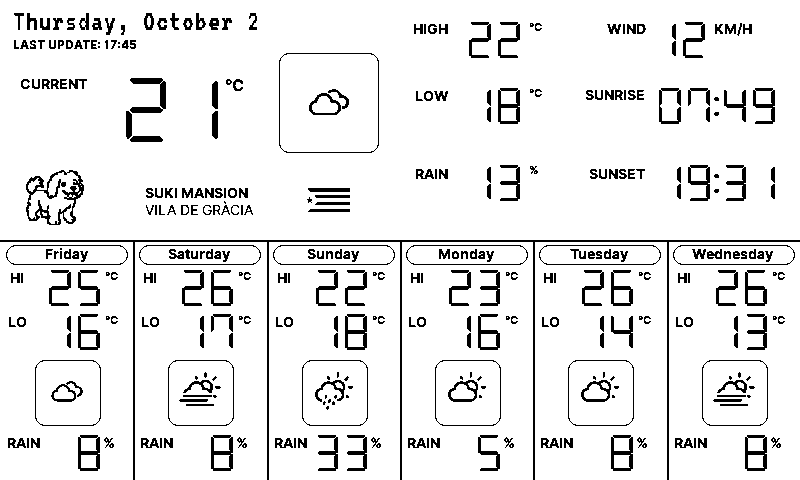 Thursday, October 2
LAST UPDATE: 17:45
CURRENT 21 °C
HIGH 22 °C
LOW 18 °C
RAIN 13 %
WIND 12 KM/H
SUNRISE 07:49
SUNSET 19:31
SUKI MANSION
VILA DE GRÀCIA
Friday
HI 25 °C
LO 16 °C
RAIN 8 %
Saturday
HI 26 °C
LO 17 °C
RAIN 8 %
Sunday
HI 22 °C
LO 18 °C
RAIN 33 %
Monday
HI 23 °C
LO 16 °C
RAIN 5 %
Tuesday
HI 26 °C
LO 14 °C
RAIN 8 %
Wednesday
HI 26 °C
LO 13 °C
RAIN 8 %